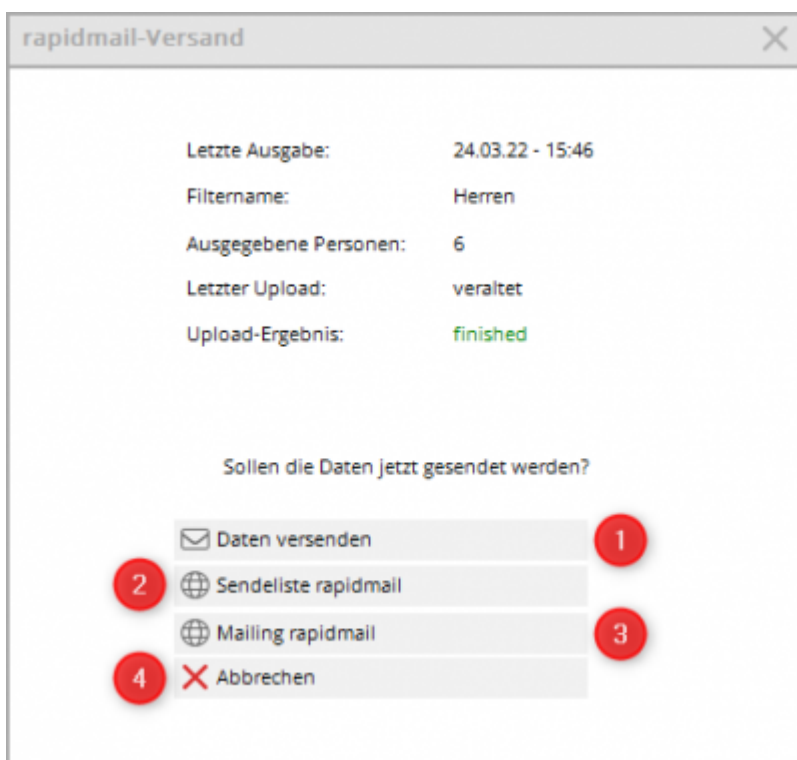 rapidmail-Versand
Letzte Ausgabe: 24.03.22 - 15:46
Filtername: Herren
Ausgegebene Personen: 6
Letzter Upload: veraltet
Upload-Ergebnis: finished
Sollen die Daten jetzt gesendet werden?
Daten versenden 1
2 Sendeliste rapidmail
Mailing rapidmail 3
4 Abbrechen